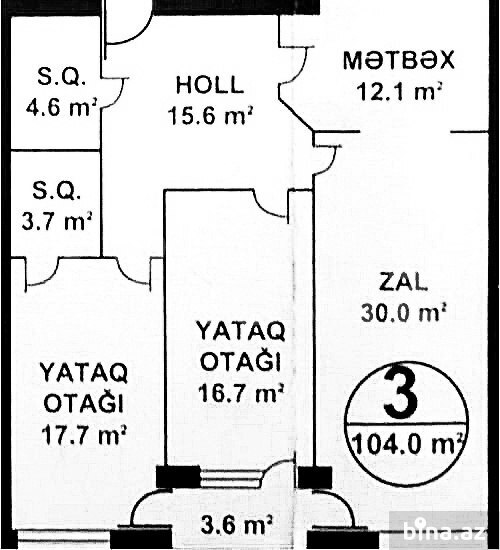 S.Q.
4.6 m²
HOLL
15.6 m²
MƏTBƏX
12.1 m²
S.Q.
3.7 m²
ZAL
30.0 m²
YATAQ
OTAĞI
16.7 m²
YATAQ
OTAĞI
17.7 m²
3
104.0 m²
3.6 m²
bina.az